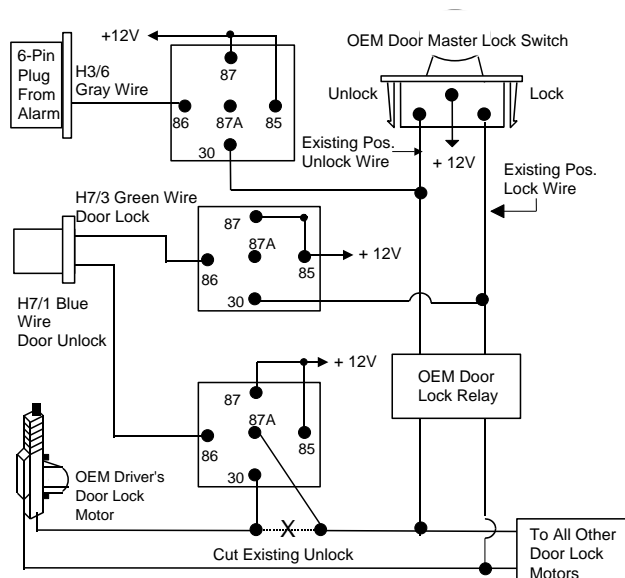 +12V
OEM Door Master Lock Switch
6-Pin
Plug
From
Alarm
H3/6
Gray Wire
87
86
87A
85
30
Unlock
Lock
Existing Pos.
Unlock Wire
+ 12V
Existing Pos.
Lock Wire
H7/3 Green Wire
Door Lock
87
87A
86
85
+ 12V
30
H7/1 Blue
Wire
Door Unlock
+ 12V
87
87A
86
85
30
OEM Door
Lock Relay
OEM Driver's
Door Lock
Motor
X
Cut Existing Unlock
To All Other
Door Lock
Motors